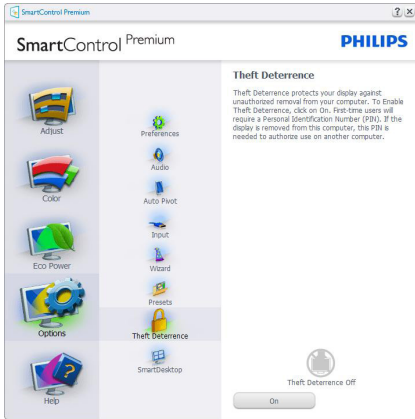 SmartControl Premium
SmartControl Premium
PHILIPS
Adjust
Color
Eco Power
Options
Help
Preferences
Audio
Auto Pivot
Input
Wizard
Presets
Theft Deterrence
SmartDesktop
Theft Deterrence
Theft Deterrence protects your display against
unauthorized removal from your computer. To Enable
Theft Deterrence, click on On. First-time users will
require a Personal Identification Number (PIN). If the
display is removed from this computer, this PIN is
needed to authorize use on another computer.
Theft Deterrence Off
On